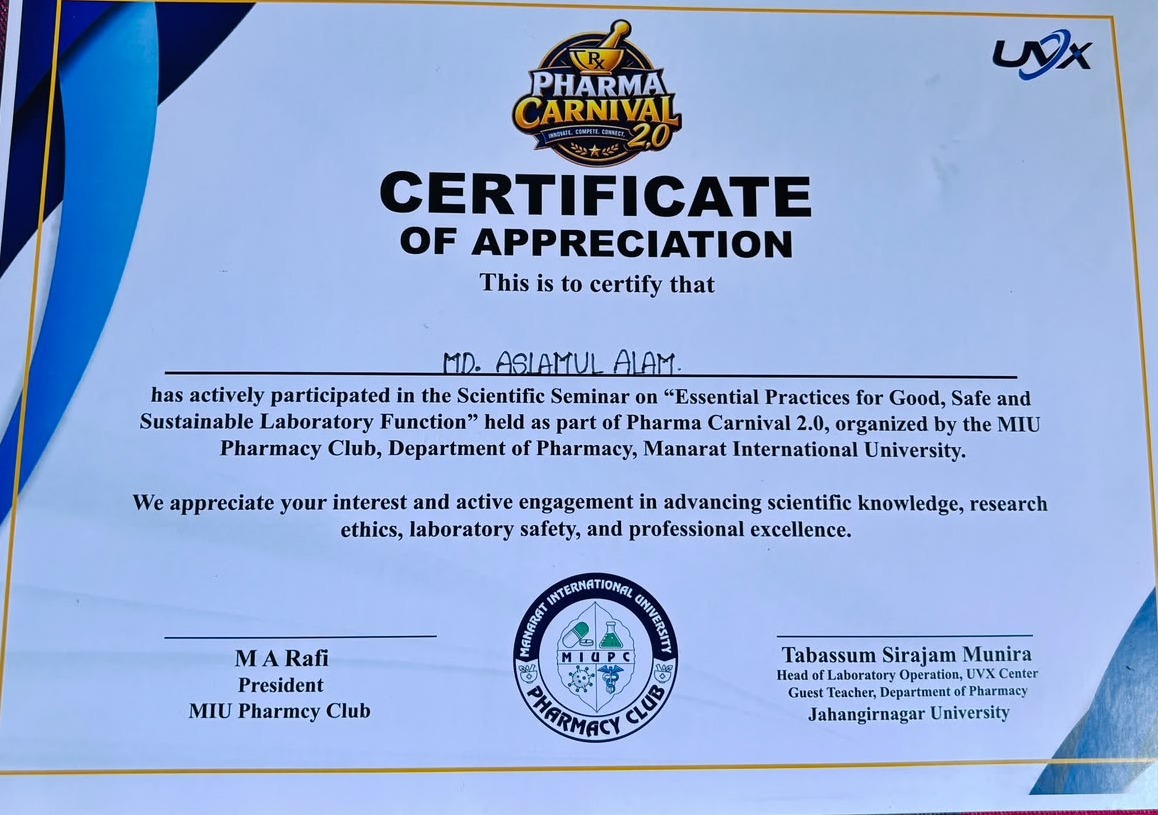 Rx
PHARMA
CARNIVAL
INNOVATE. COMPETE. CONNECT.
2.0
UVX
CERTIFICATE
OF APPRECIATION
This is to certify that
MD. ASLAMUL ALAM.
has actively participated in the Scientific Seminar on “Essential Practices for Good, Safe and
Sustainable Laboratory Function” held as part of Pharma Carnival 2.0, organized by the MIU
Pharmacy Club, Department of Pharmacy, Manarat International University.
We appreciate your interest and active engagement in advancing scientific knowledge, research
ethics, laboratory safety, and professional excellence.
M A Rafi
President
MIU Pharmcy Club
MANARAT INTERNATIONAL UNIVERSITY
MIUPC
PHARMACY CLUB
Tabassum Sirajam Munira
Head of Laboratory Operation, UVX Center
Guest Teacher, Department of Pharmacy
Jahangirnagar University